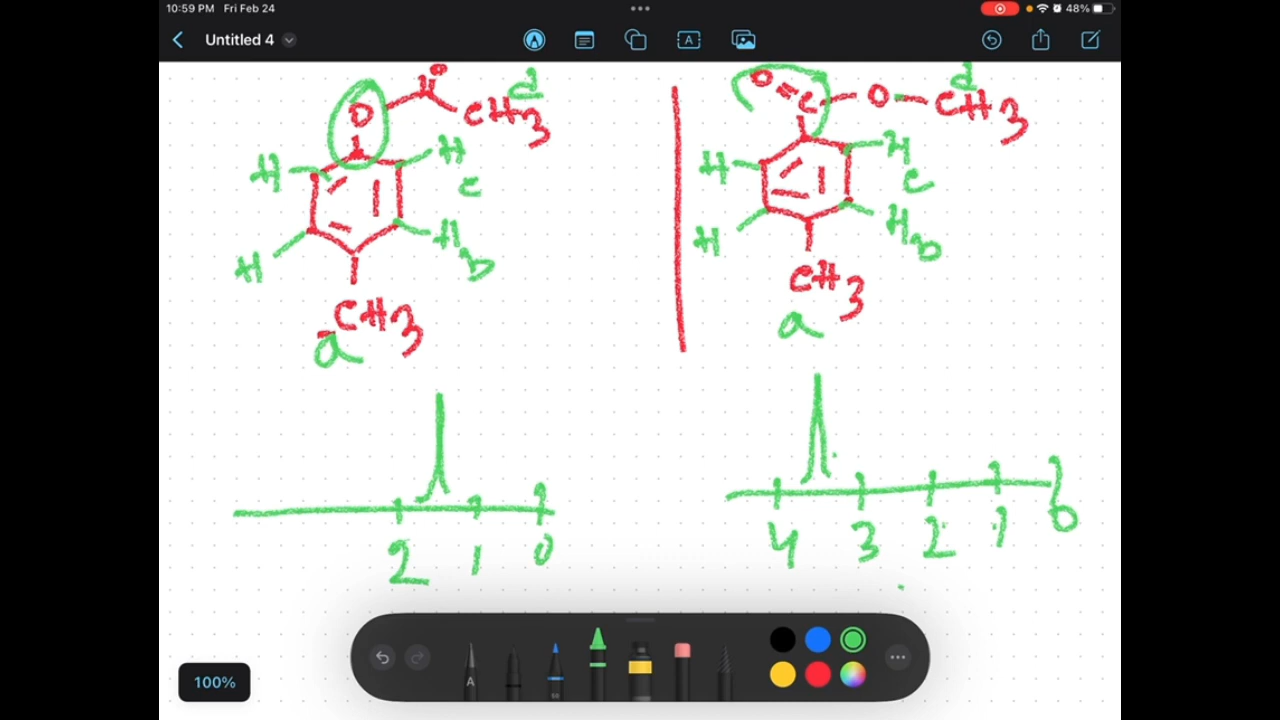 10:59 PM Fri Feb 24
48%
Untitled 4
A
O
O CH3 d
H H
c
H H
b
CH3
a
O C O CH3 d
H H
c
H H
b
CH3
a
2 1 0
4 3 2 1 0
A
50
100%